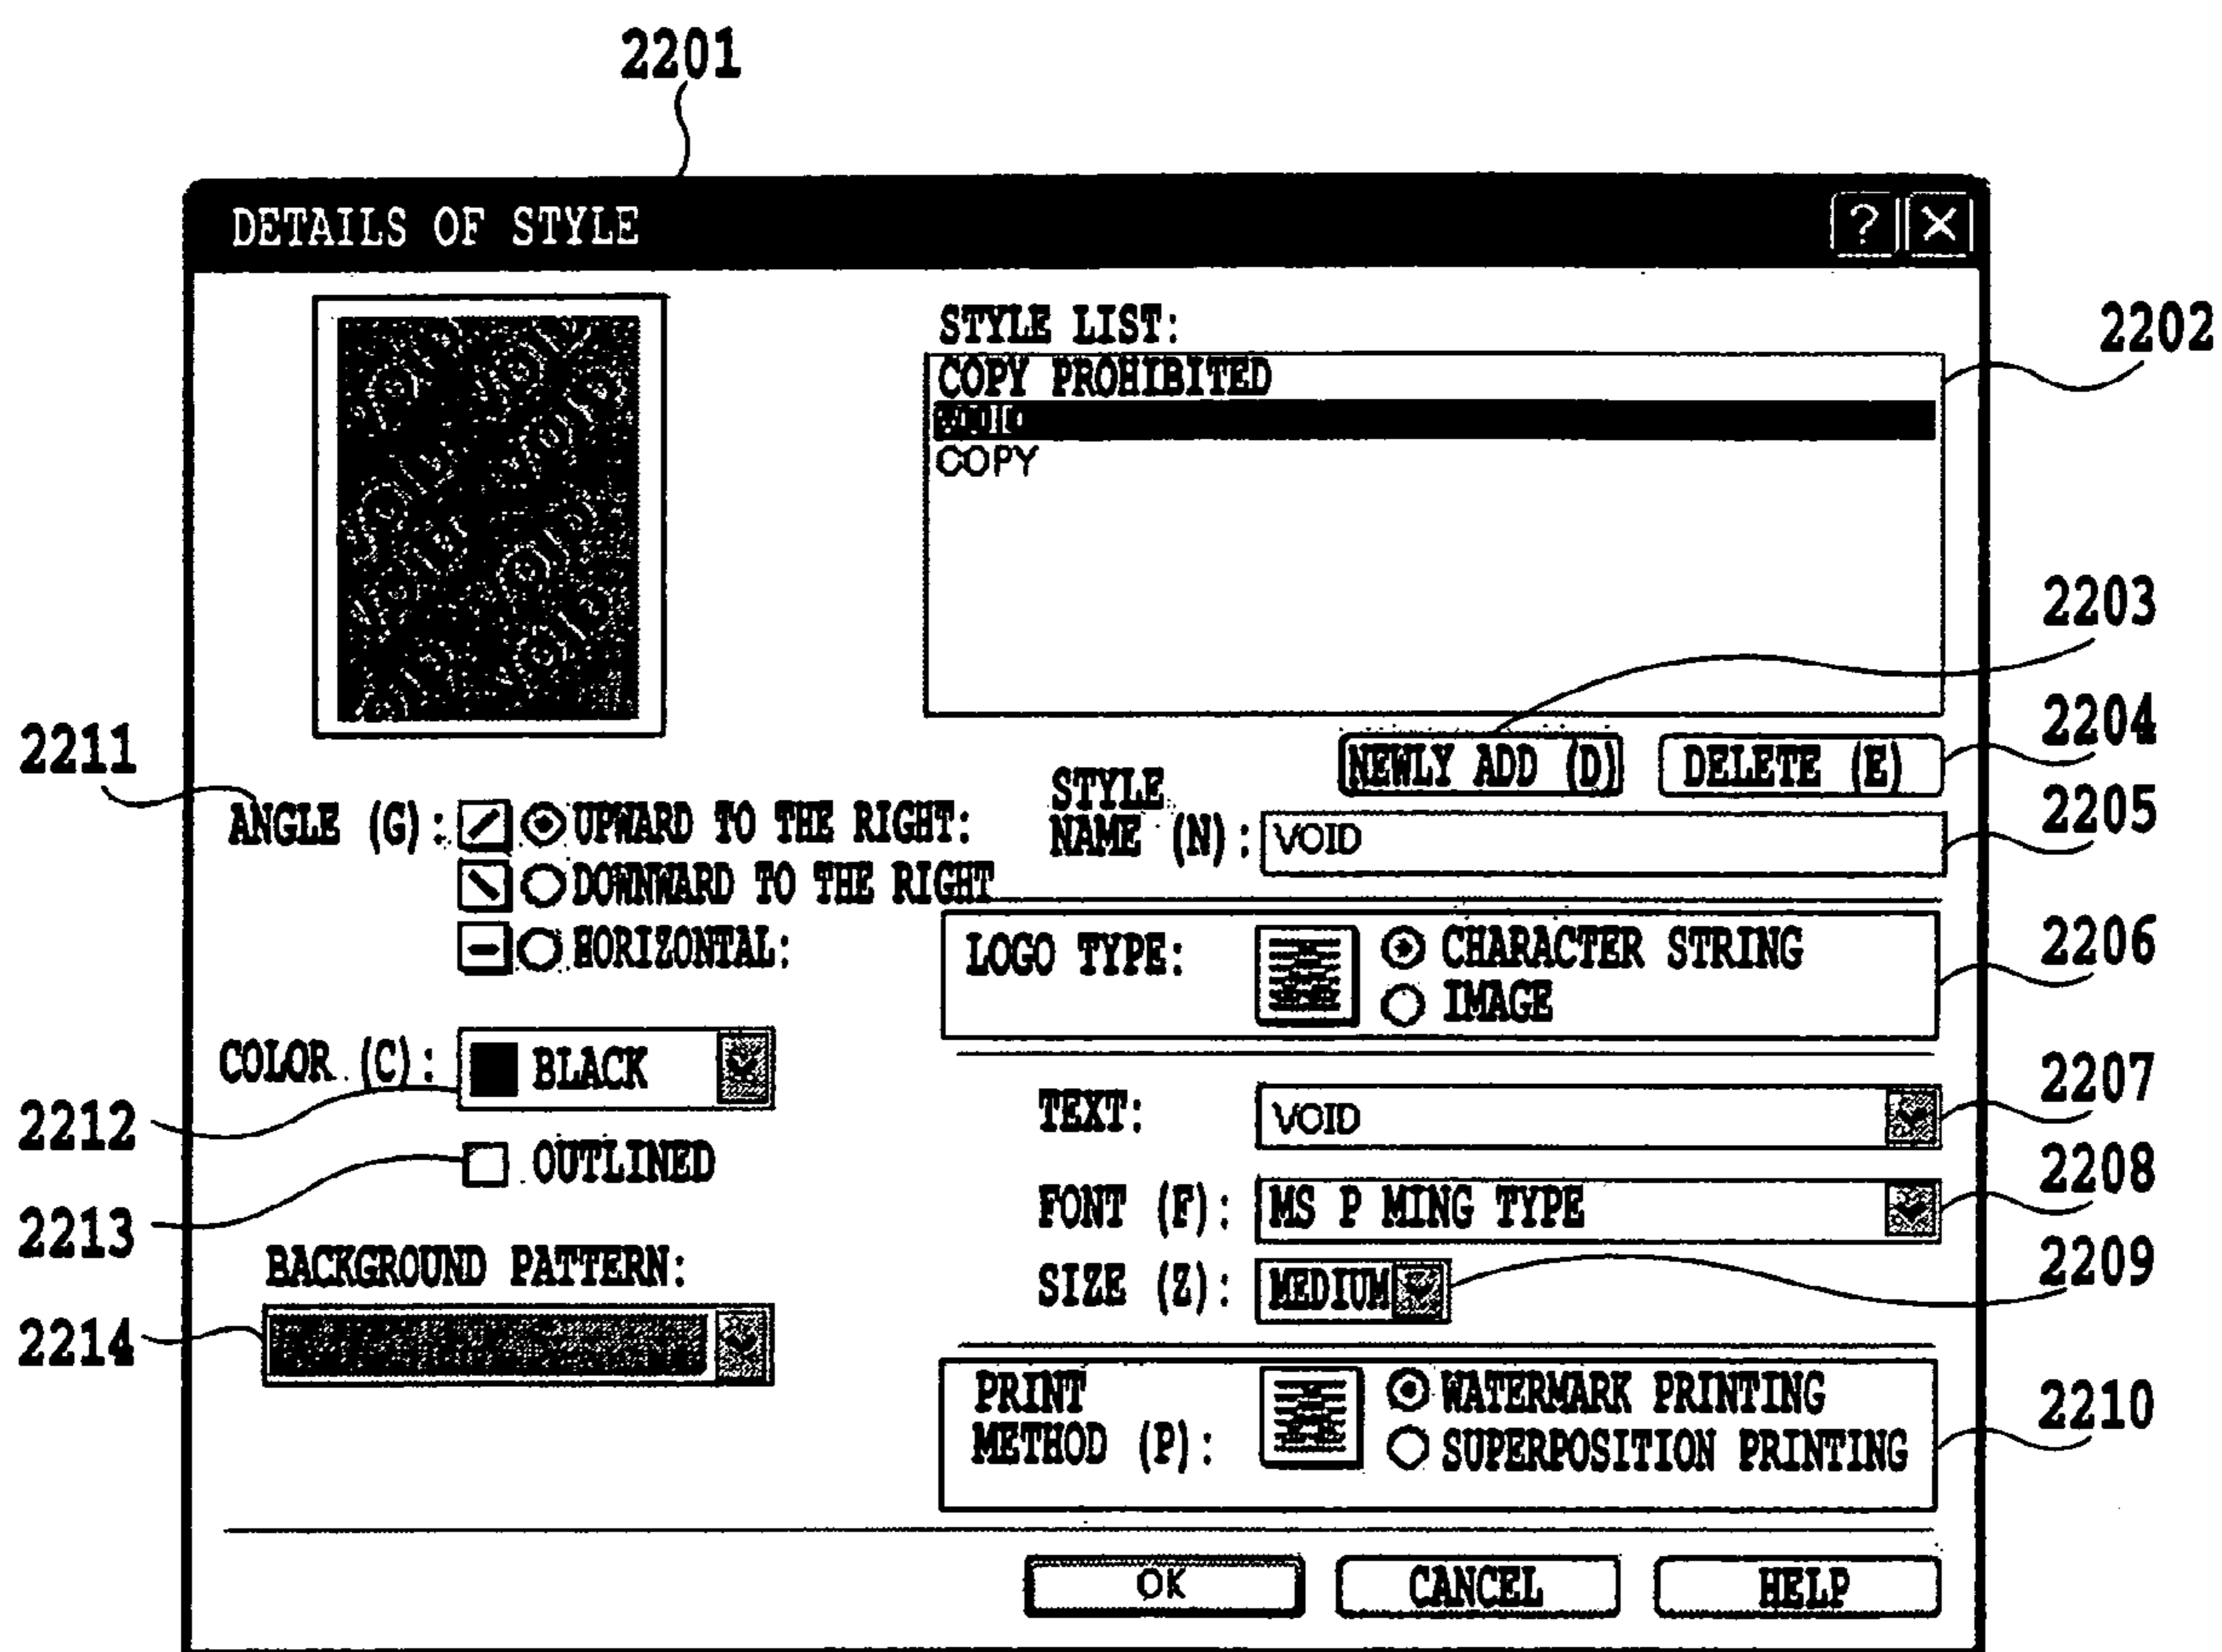 2201
DETAILS OF STYLE ? X
STYLE LIST:
2202
COPY PROHIBITED
COPY
2203
NEWLY ADD (D) DELETE (E)
2204
2211
STYLE
NAME (N): VOID
2205
ANGLE (G): UPWARD TO THE RIGHT:
DOWNWARD TO THE RIGHT
HORIZONTAL:
LOGO TYPE: CHARACTER STRING
IMAGE
2206
COLOR (C): BLACK
2212
TEXT: VOID
2207
OUTLINED
2213
FONT (F): MS P MING TYPE
2208
BACKGROUND PATTERN:
2214
SIZE (Z): MEDIUM
2209
PRINT
METHOD (P): WATERMARK PRINTING
SUPERPOSITION PRINTING
2210
OK CANCEL HELP